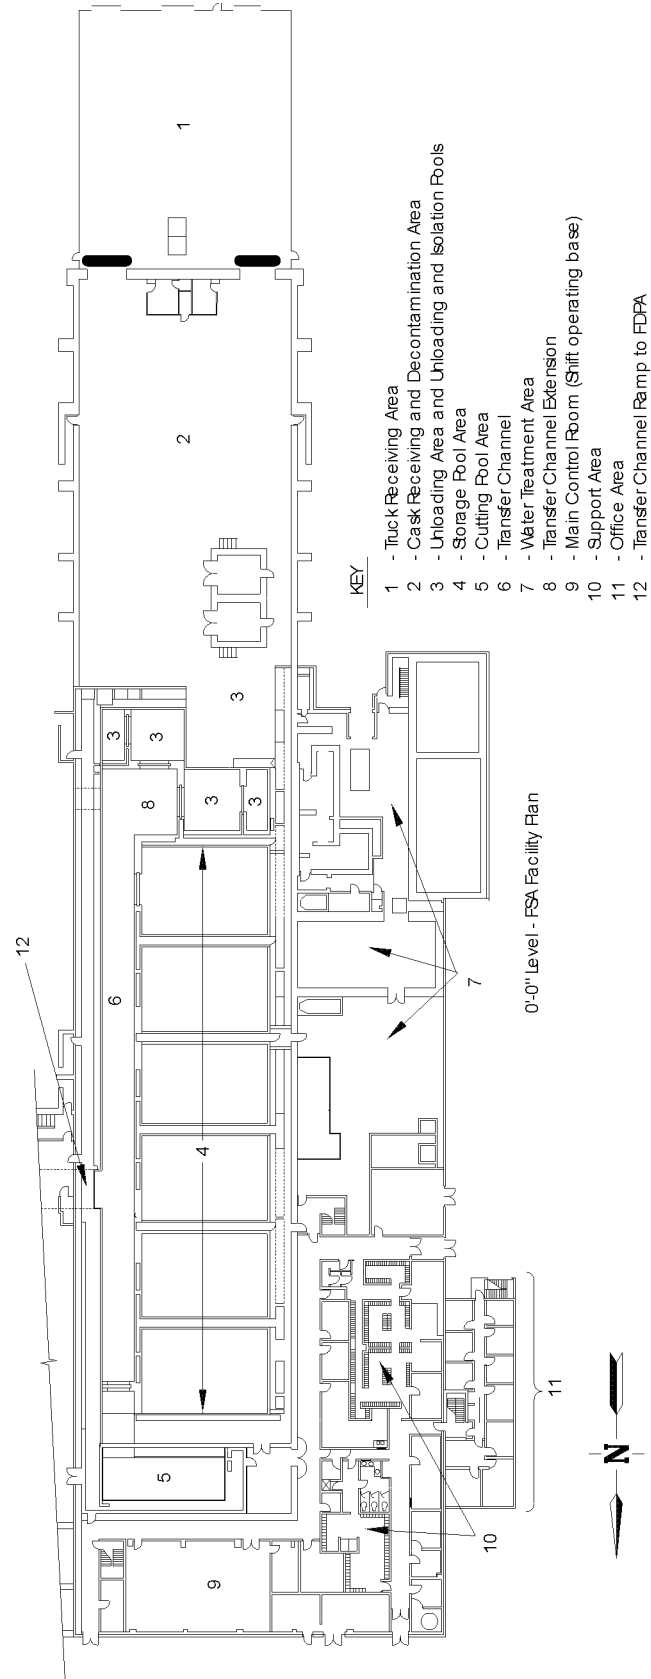 1
2
3
3
3
3
3
8
12
6
7
4
5
11
10
9
KEY
1 - Truck Receiving Area
2 - Cask Receiving and Decontamination Area
3 - Unloading Area and Unloading and Isolation Pools
4 - Storage Pool Area
5 - Cutting Pool Area
6 - Transfer Channel
7 - Water Treatment Area
8 - Transfer Channel Extension
9 - Main Control Room (Shift operating base)
10 - Support Area
11 - Office Area
12 - Transfer Channel Ramp to FDPA
0'-0" Level - FSA Facility Plan
N